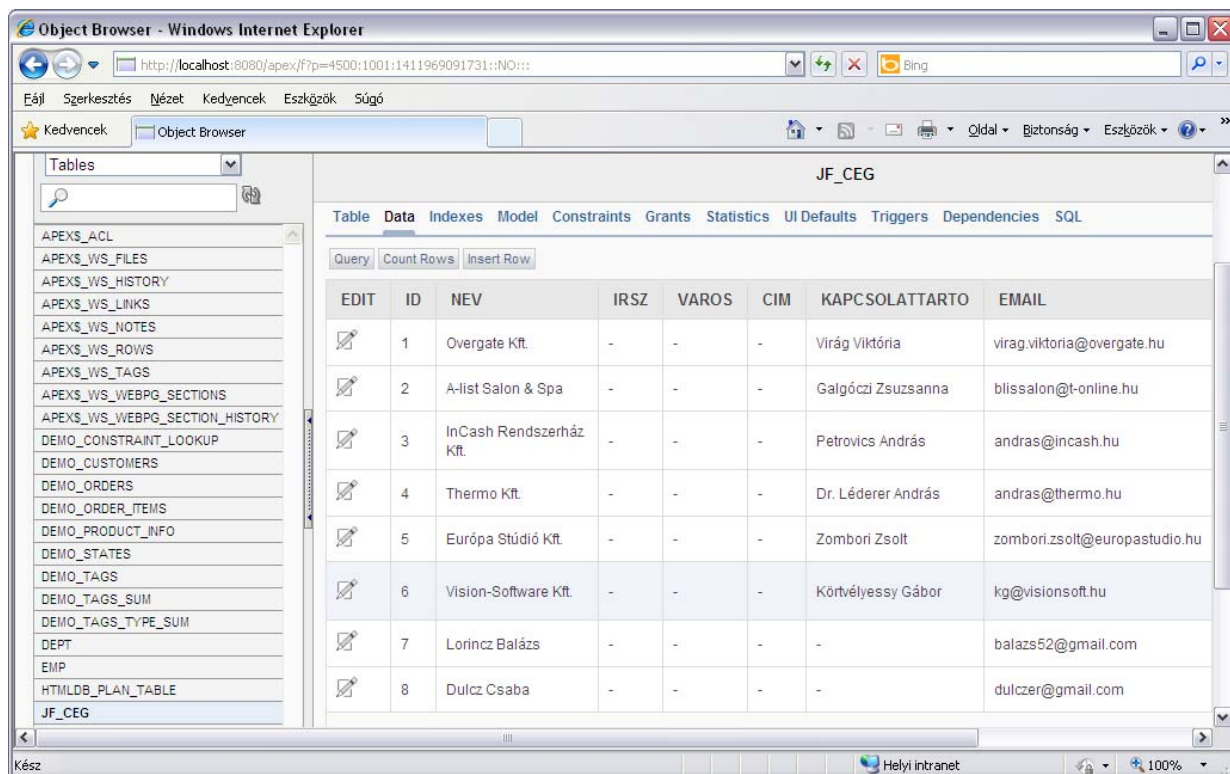 Object Browser - Windows Internet Explorer
http://localhost:8080/apex/f?p=4500:1001:1411969091731::NO:::
Bing
Fájl Szerkesztés Nézet Kedvencek Eszközök Súgó
Kedvencek Object Browser Oldal Biztonság Eszközök
Tables
JF_CEG
Table Data Indexes Model Constraints Grants Statistics UI Defaults Triggers Dependencies SQL
Query Count Rows Insert Row
APEX$_ACL
APEX$_WS_FILES
APEX$_WS_HISTORY
APEX$_WS_LINKS
APEX$_WS_NOTES
APEX$_WS_ROWS
APEX$_WS_TAGS
APEX$_WS_WEBPG_SECTIONS
APEX$_WS_WEBPG_SECTION_HISTORY
DEMO_CONSTRAINT_LOOKUP
DEMO_CUSTOMERS
DEMO_ORDERS
DEMO_ORDER_ITEMS
DEMO_PRODUCT_INFO
DEMO_STATES
DEMO_TAGS
DEMO_TAGS_SUM
DEMO_TAGS_TYPE_SUM
DEPT
EMP
HTMLDB_PLAN_TABLE
JF_CEG
EDIT ID NEV IRSZ VAROS CIM KAPCSOLATTARTO EMAIL
1 Overgate Kft. - - - Virág Viktória virag.viktoria@overgate.hu
2 A-list Salon & Spa - - - Galgóczi Zsuzsanna blissalon@t-online.hu
3 InCash Rendszerház
Kft. - - - Petrovics András andras@incash.hu
4 Thermo Kft. - - - Dr. Léderer András andras@thermo.hu
5 Európa Stúdió Kft. - - - Zombori Zsolt zombori.zsolt@europastudio.hu
6 Vision-Software Kft. - - - Körtvélyessy Gábor kg@visionsoft.hu
7 Lorincz Balázs - - - - balazs52@gmail.com
8 Dulcz Csaba - - - - dulczer@gmail.com
Kész Helyi intranet 100%